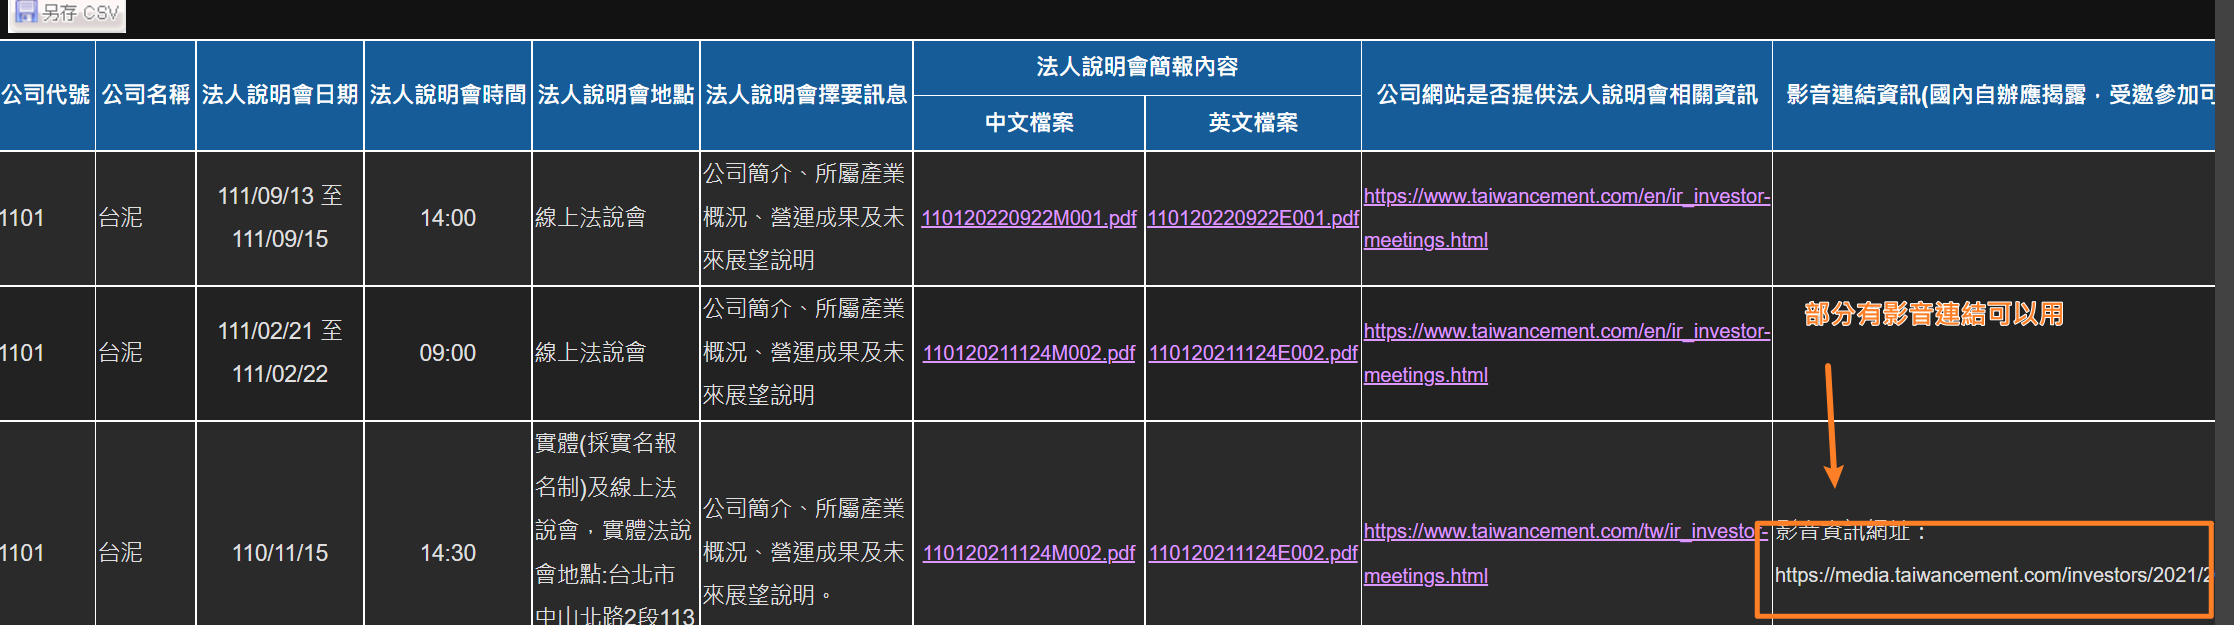 另存 CSV
公司代號
公司名稱
法人說明會日期
法人說明會時間
法人說明會地點
法人說明會擇要訊息
法人說明會簡報內容
中文檔案
英文檔案
公司網站是否提供法人說明會相關資訊
影音連結資訊(國內自辦應揭露，受邀參加可
1101
台泥
111/09/13 至
111/09/15
14:00
線上法說會
公司簡介、所屬產業
概況、營運成果及未
來展望說明
110120220922M001.pdf
110120220922E001.pdf
https://www.taiwancement.com/en/ir_investor-
meetings.html
1101
台泥
111/02/21 至
111/02/22
09:00
線上法說會
公司簡介、所屬產業
概況、營運成果及未
來展望說明
110120211124M002.pdf
110120211124E002.pdf
https://www.taiwancement.com/en/ir_investor-
meetings.html
部分有影音連結可以用
1101
台泥
110/11/15
14:30
實體(採實名報
名制)及線上法
說會，實體法說
會地點:台北市
中山北路2段113
公司簡介、所屬產業
概況、營運成果及未
來展望說明。
110120211124M002.pdf
110120211124E002.pdf
https://www.taiwancement.com/tw/ir_investor-
meetings.html
影音資訊網址：
https://media.taiwancement.com/investors/2021/2